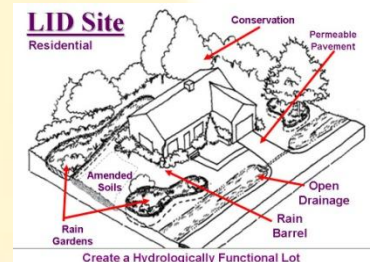 LID Site
Residential
Conservation
Permeable
Pavement
Amended
Soils
Rain
Gardens
Open
Drainage
Rain
Barrel
Create a Hydrologically Functional Lot